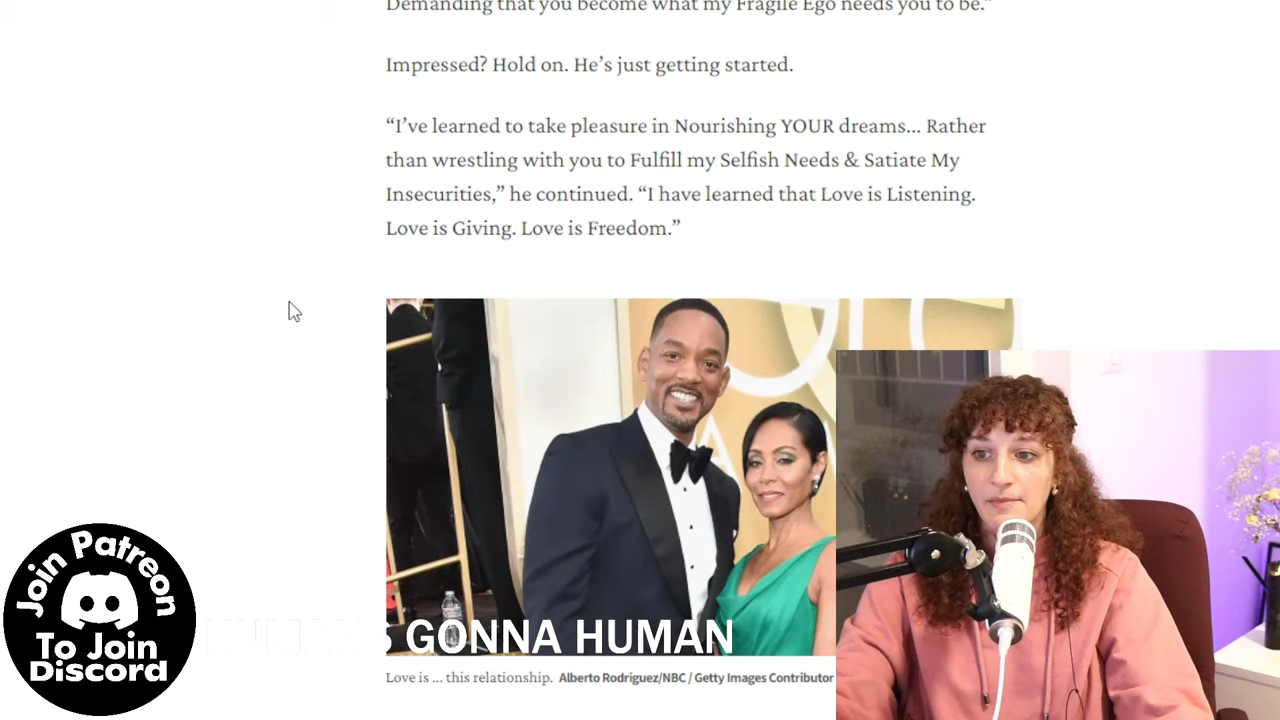 Demanding that you become what my Fragile Ego needs you to be.”
Impressed? Hold on. He’s just getting started.
“I’ve learned to take pleasure in Nourishing YOUR dreams... Rather
than wrestling with you to Fulfill my Selfish Needs & Satiate My
Insecurities,” he continued. “I have learned that Love is Listening.
Love is Giving. Love is Freedom.”
Join Patreon
To Join
Discord
GONNA HUMAN
Love is ... this relationship. Alberto Rodriguez/NBC / Getty Images Contributor